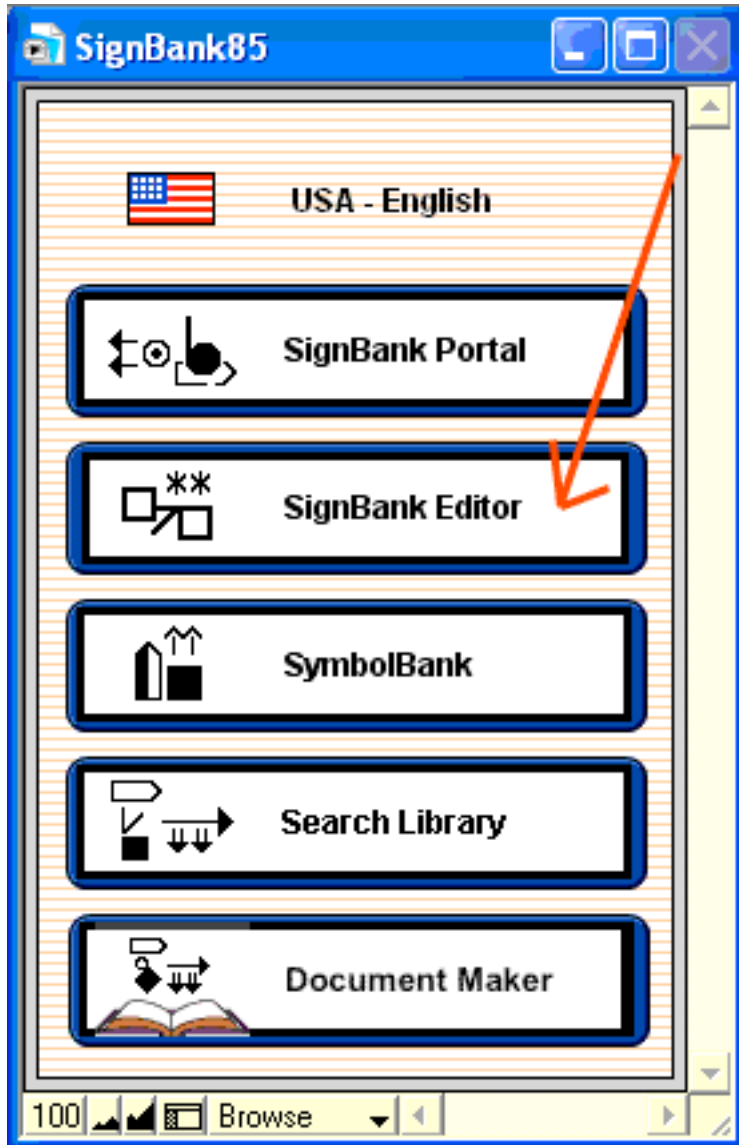 SignBank85
USA - English
SignBank Portal
SignBank Editor
SymbolBank
Search Library
Document Maker
100 Browse